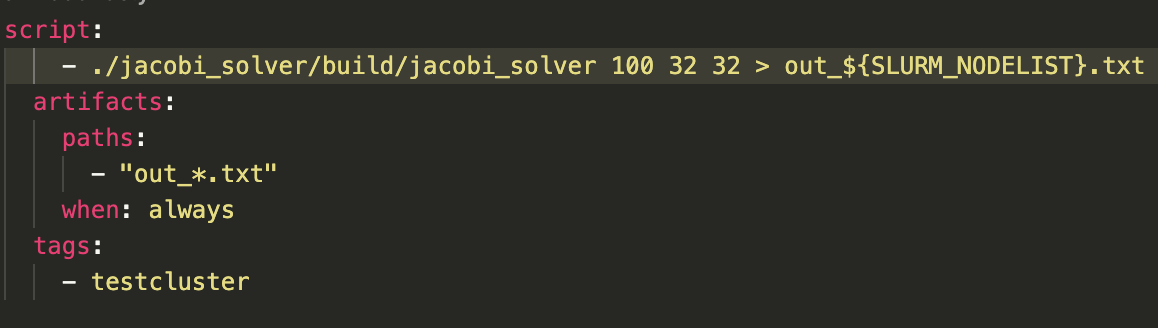 script:
- ./jacobi_solver/build/jacobi_solver 100 32 32 > out_${SLURM_NODELIST}.txt
artifacts:
paths:
- "out_*.txt"
when: always
tags:
- testcluster